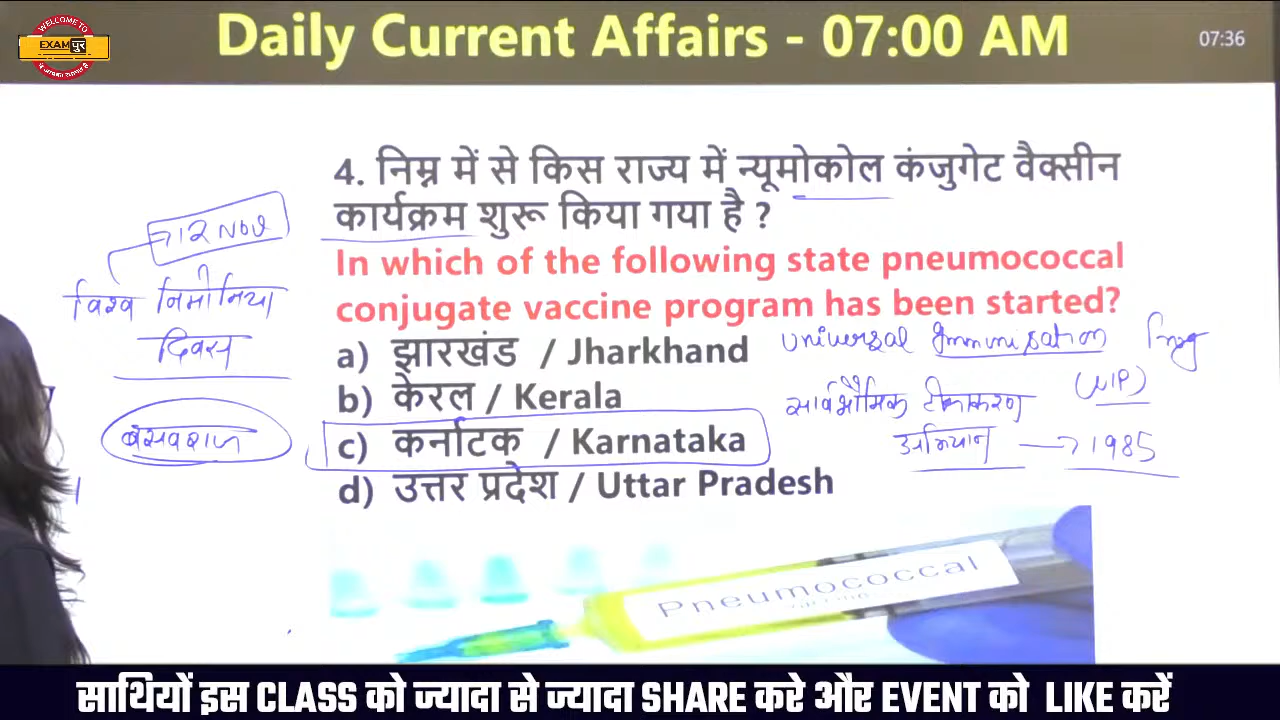 WELCOME TO
EXAMपुर
Daily Current Affairs - 07:00 AM
07:36
4. निम्न में से किस राज्य में न्यूमोकोल कंजुगेट वैक्सीन
कार्यक्रम शुरू किया गया है ?
In which of the following state pneumococcal
conjugate vaccine program has been started?
a) झारखंड / Jharkhand
b) केरल / Kerala
c) कर्नाटक / Karnataka
d) उत्तर प्रदेश / Uttar Pradesh
12 Nov
विश्व निमोनिया
दिवस
बसवराज
Universal Immunisation
सार्वभौमिक टीकाकरण
(UIP)
अभियान → 1985
Pneumococcal
साथियों इस CLASS को ज्यादा से ज्यादा SHARE करे और EVENT को LIKE करें